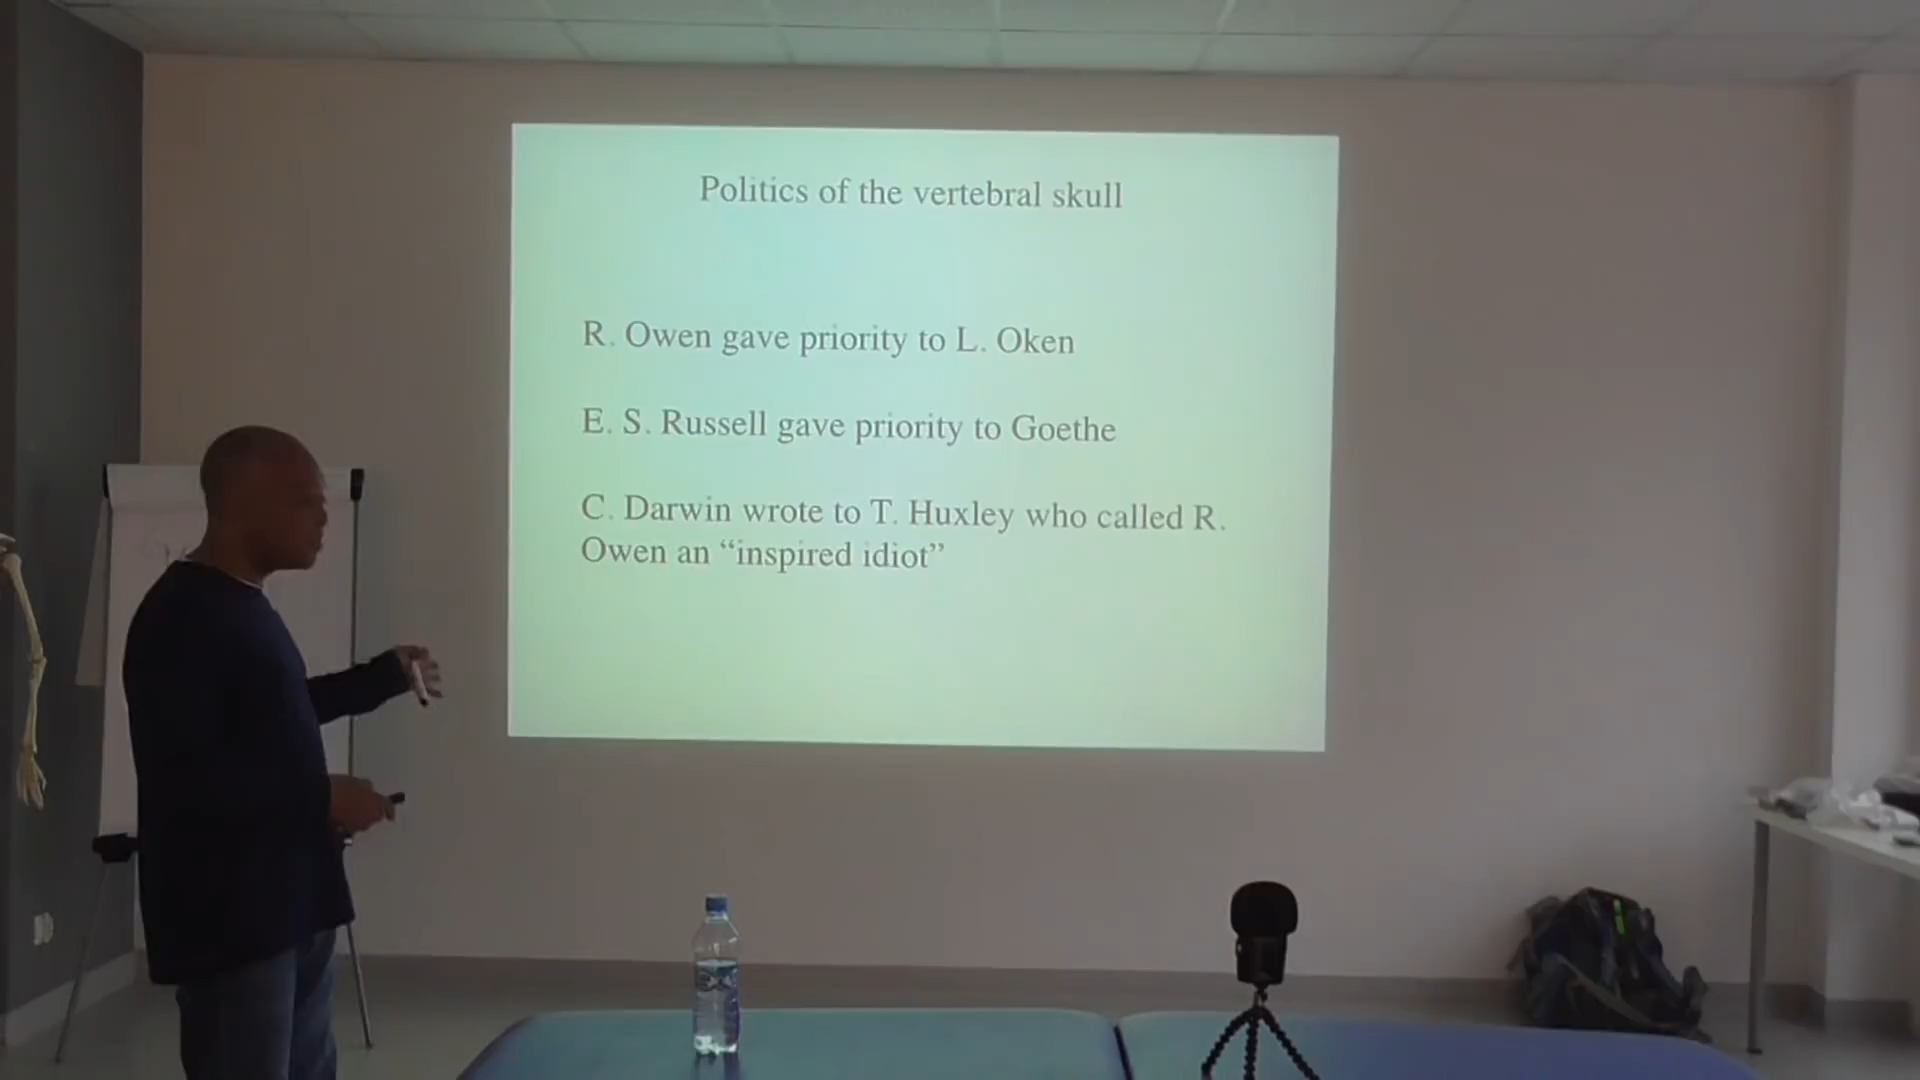 Politics of the vertebral skull
R. Owen gave priority to L. Oken
E. S. Russell gave priority to Goethe
C. Darwin wrote to T. Huxley who called R.
Owen an “inspired idiot”